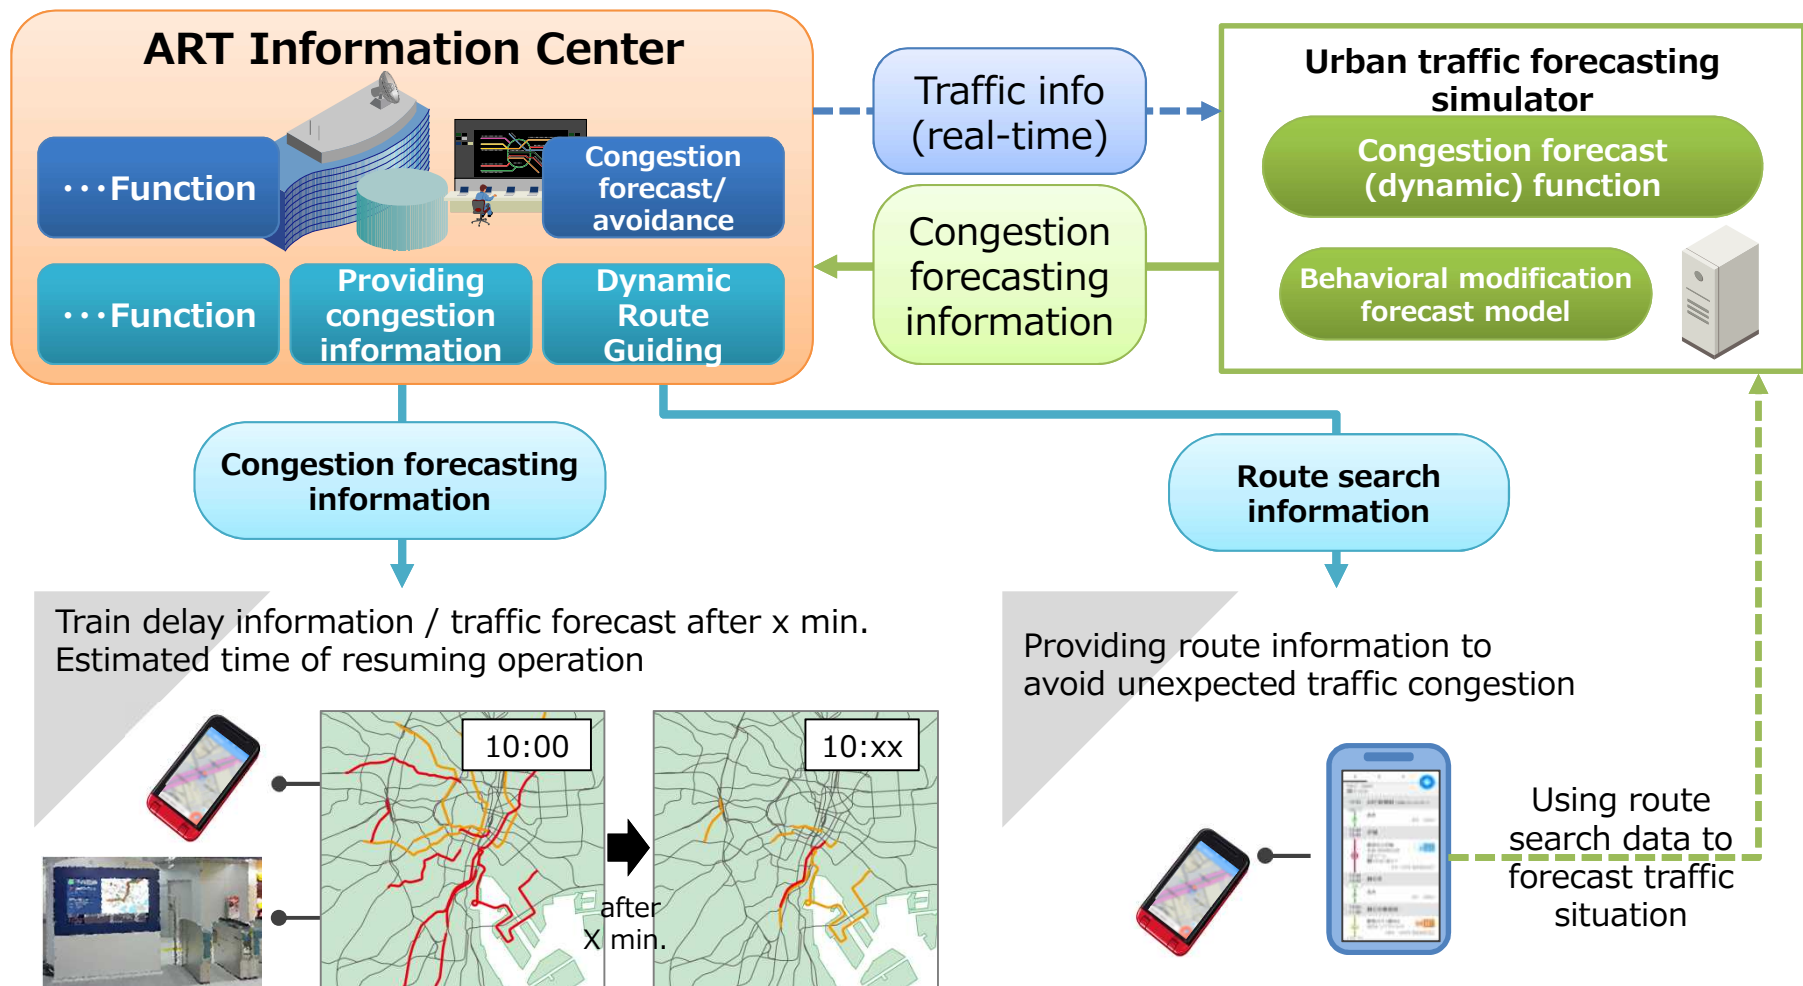 ART Information Center
Traffic info
(real-time)
Urban traffic forecasting
simulator
･･･Function
Congestion
forecast/
avoidance
Congestion forecast
(dynamic) function
Congestion
forecasting
information
･･･Function
Providing
congestion
information
Dynamic
Route
Guiding
Behavioral modification
forecast model
Congestion forecasting
information
Route search
information
Train delay information / traffic forecast after x min.
Estimated time of resuming operation
Providing route information to
avoid unexpected traffic congestion
10:00
10:xx
after
X min.
Using route
search data to
forecast traffic
situation